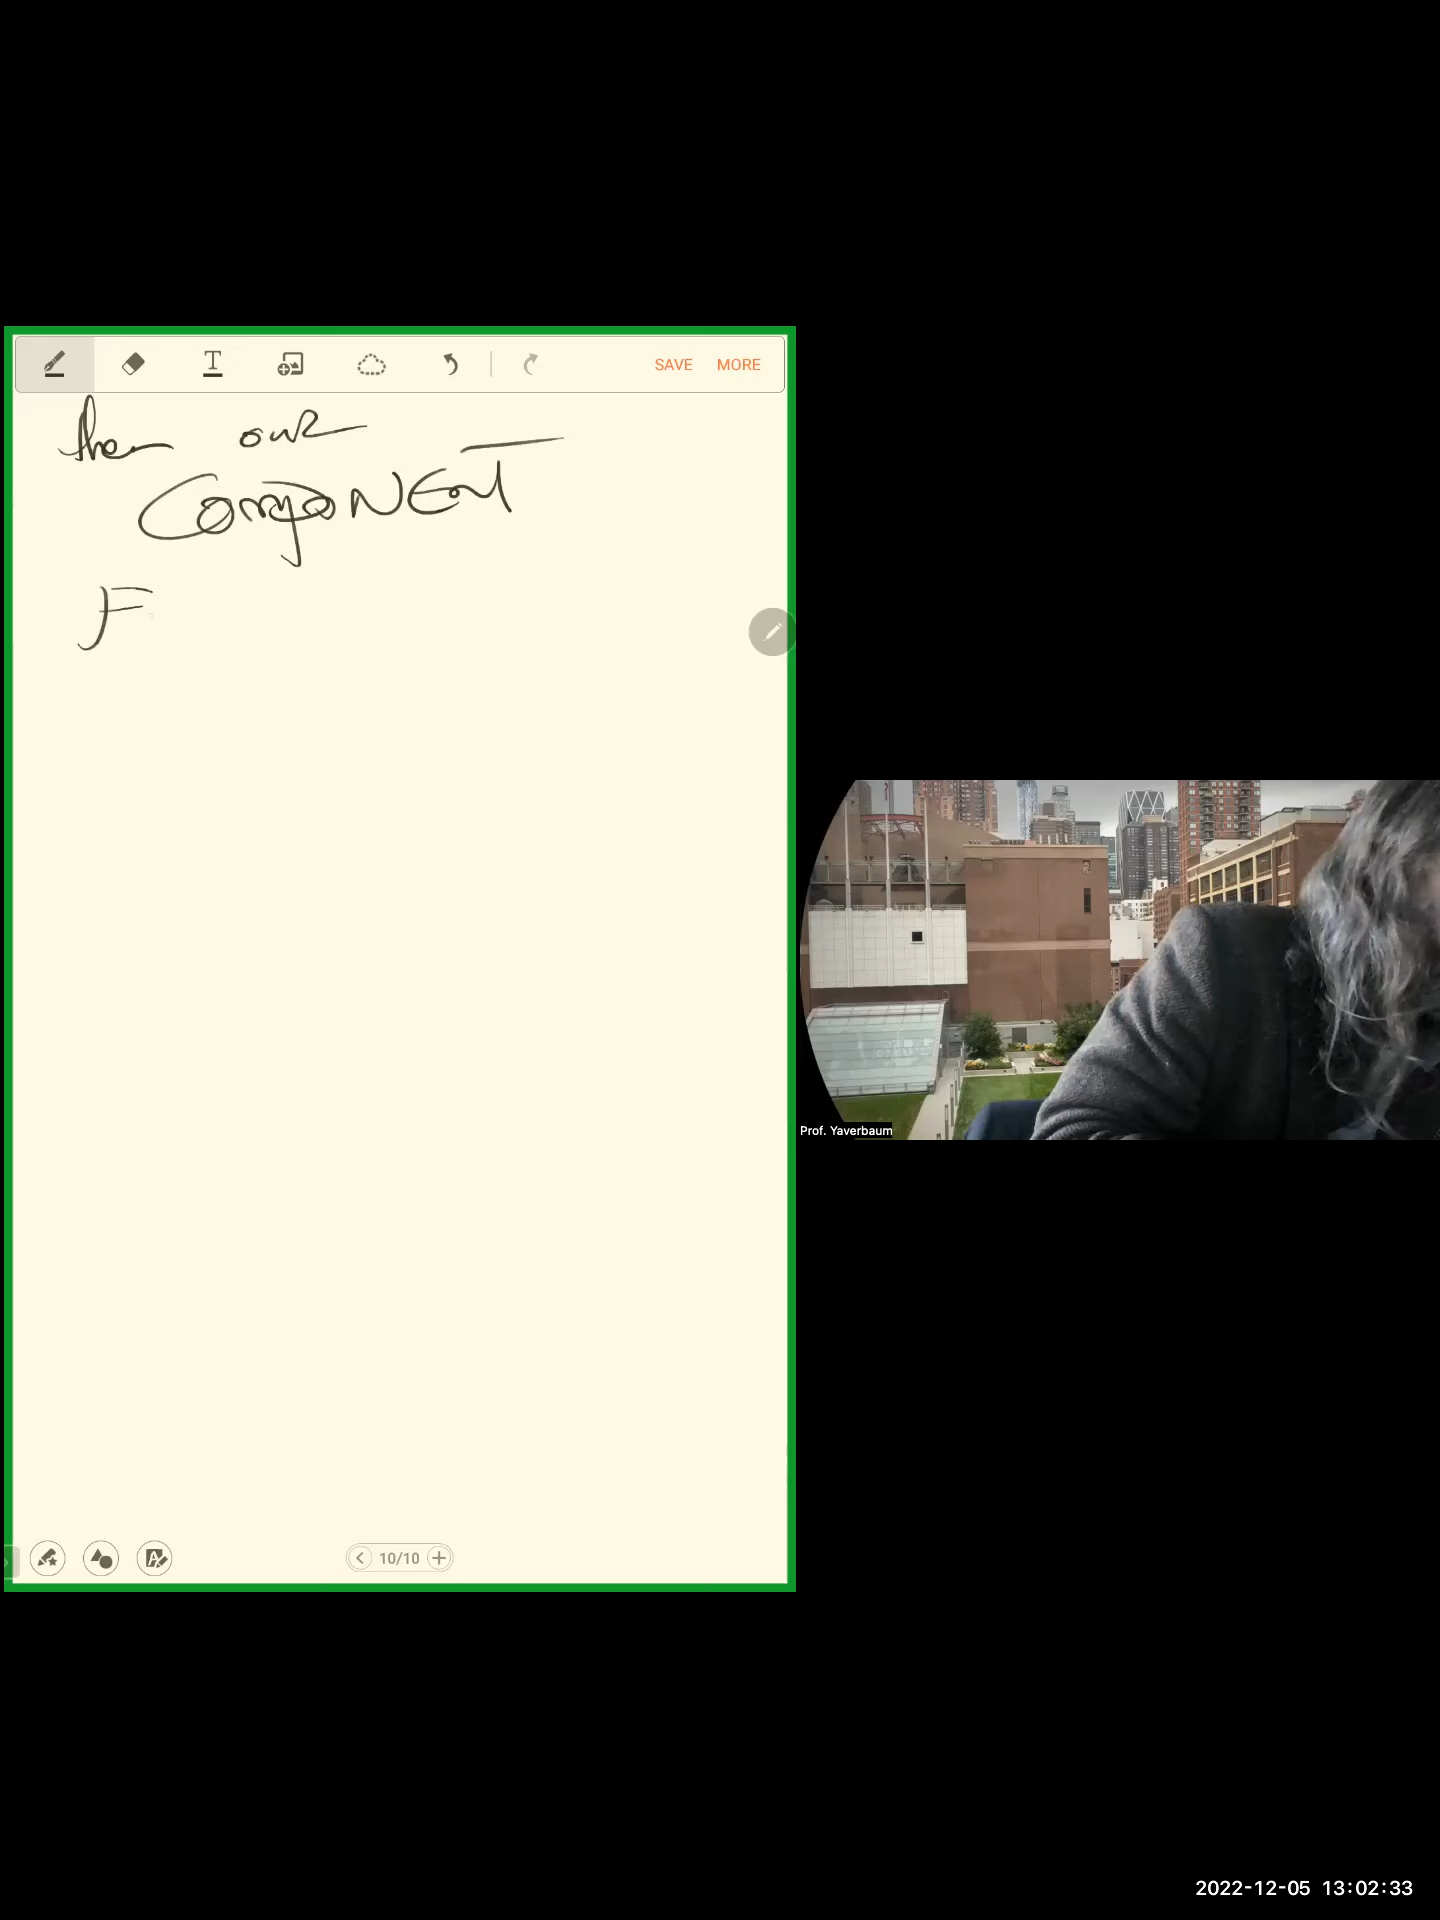 T
SAVE MORE
then our
COMPONENT
F
A
10/10
Prof. Yaverbaum
2022-12-05 13:02:33